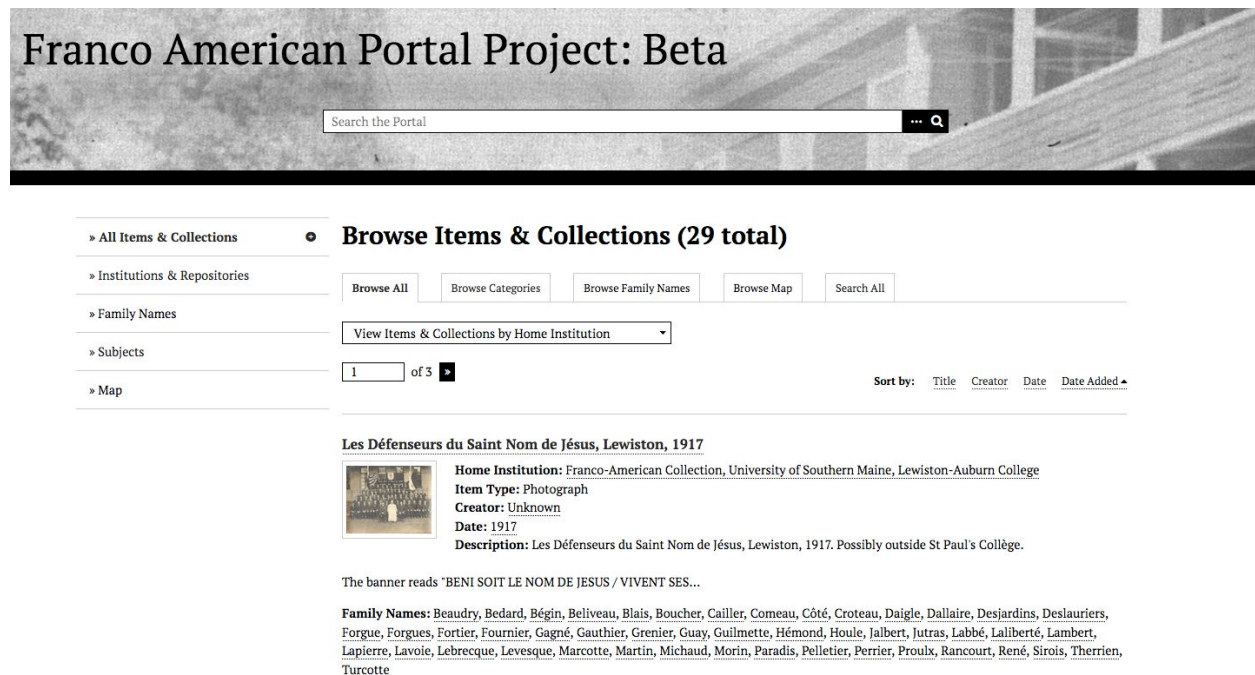 Franco American Portal Project: Beta
Search the Portal
» All Items & Collections
» Institutions & Repositories
» Family Names
» Subjects
» Map
Browse Items & Collections (29 total)
Browse All Browse Categories Browse Family Names Browse Map Search All
View Items & Collections by Home Institution
1 of 3 »
Sort by: Title Creator Date Date Added
Les Défenseurs du Saint Nom de Jésus, Lewiston, 1917
Home Institution: Franco-American Collection, University of Southern Maine, Lewiston-Auburn College
Item Type: Photograph
Creator: Unknown
Date: 1917
Description: Les Défenseurs du Saint Nom de Jésus, Lewiston, 1917. Possibly outside St Paul's Collège.
The banner reads "BENI SOIT LE NOM DE JESUS / VIVENT SES...
Family Names: Beaudry, Bedard, Bégin, Beliveau, Blais, Boucher, Cailler, Comeau, Côté, Croteau, Daigle, Dallaire, Desjardins, Deslauriers,
Forgue, Forgues, Fortier, Fournier, Gagné, Gauthier, Grenier, Guay, Guilmette, Hémond, Houle, Jalbert, Jutras, Labbé, Laliberté, Lambert,
Lapierre, Lavoie, Lebrecque, Levesque, Marcotte, Martin, Michaud, Morin, Paradis, Pelletier, Perrier, Proulx, Rancourt, René, Sirois, Therrien,
Turcotte